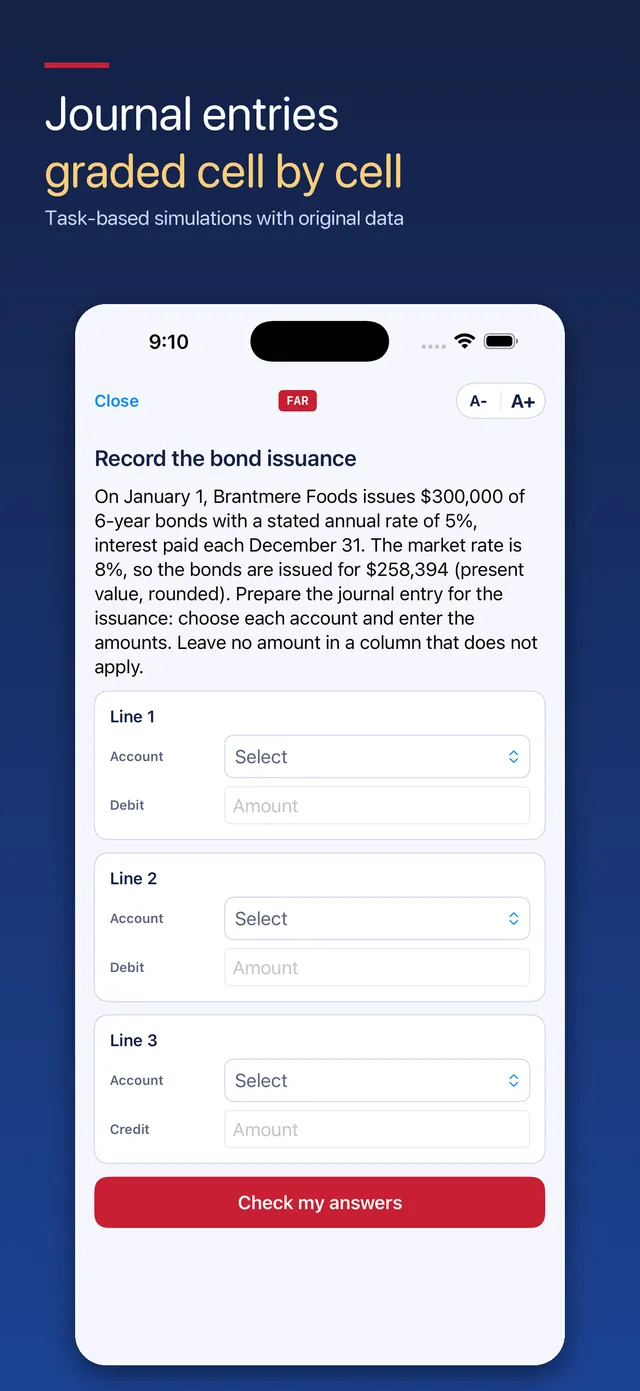 Journal entries
graded cell by cell
Task-based simulations with original data
9:10
Close
FAR
A-
A+
Record the bond issuance
On January 1, Brantmere Foods issues $300,000 of
6-year bonds with a stated annual rate of 5%,
interest paid each December 31. The market rate is
8%, so the bonds are issued for $258,394 (present
value, rounded). Prepare the journal entry for the
issuance: choose each account and enter the
amounts. Leave no amount in a column that does not
apply.
Line 1
Account
Select
Debit
Amount
Line 2
Account
Select
Debit
Amount
Line 3
Account
Select
Credit
Amount
Check my answers